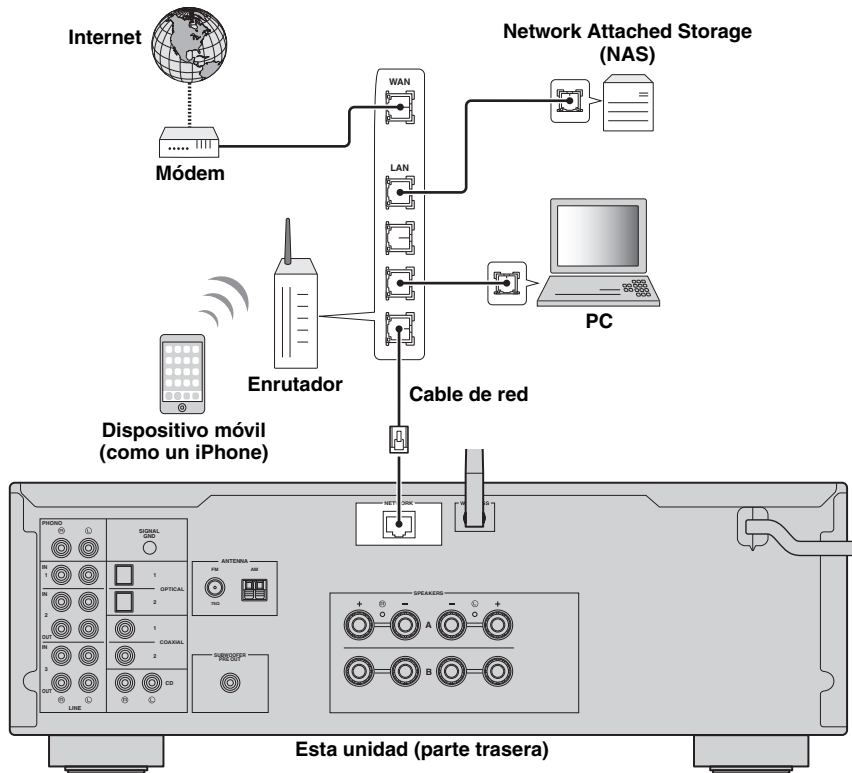 Internet
Network Attached Storage
(NAS)
WAN
Módem
LAN
PC
Enrutador
Cable de red
Dispositivo móvil
(como un iPhone)
NETWORK
PHONO
R L
SIGNAL
GND
ANTENNA
FM AM
75Ω
IN
1
1
OPTICAL
IN
2
2
OUT
1
COAXIAL
IN
2
3
OUT
CD
R L
R L
LINE
SUBWOOFER
PRE OUT
SPEAKERS
+ R - - L +
A
B
Esta unidad (parte trasera)